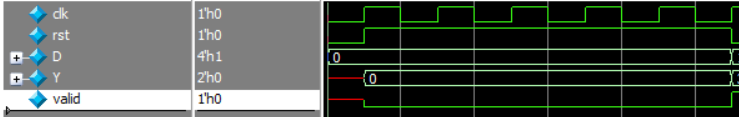 clk 1'h0
rst 1'h0
D 4'h1 0
Y 2'h0 0
valid 1'h0